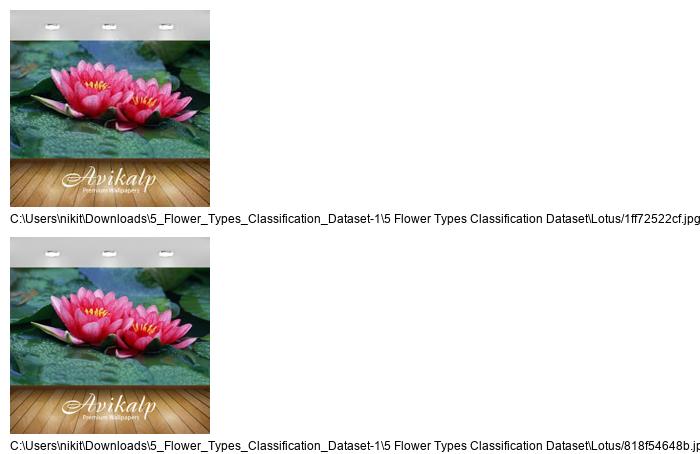 Avikalp
Premium Wallpapers
C:\Users\nikit\Downloads\5_Flower_Types_Classification_Dataset-1\5 Flower Types Classification Dataset\Lotus/1ff72522cf.jpg
Avikalp
Premium Wallpapers
C:\Users\nikit\Downloads\5_Flower_Types_Classification_Dataset-1\5 Flower Types Classification Dataset\Lotus/818f54648b.jp